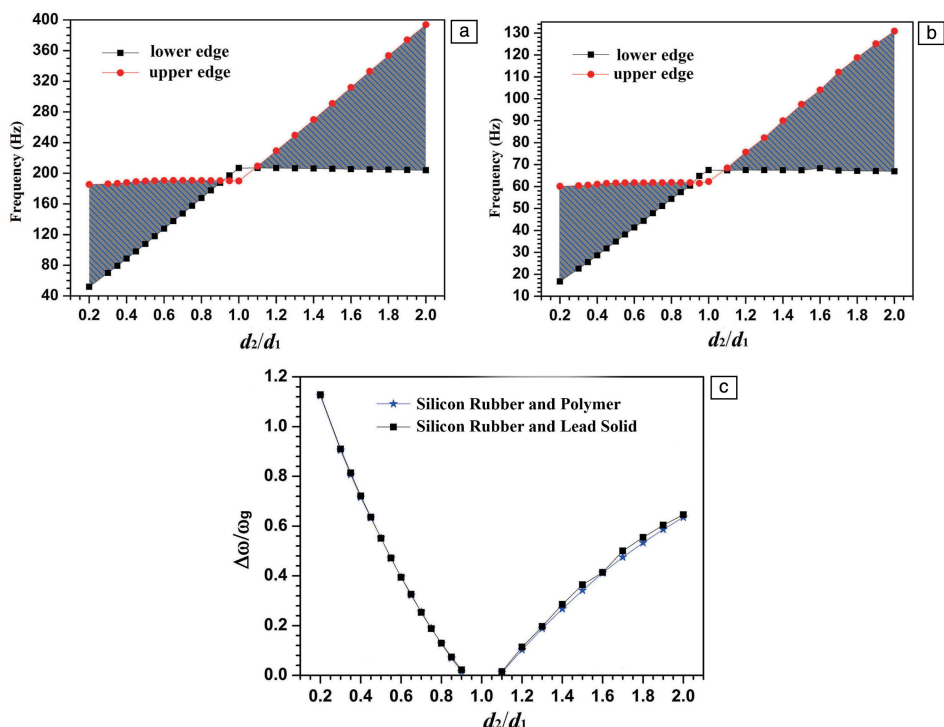 a
400
360
320
280
240
200
160
120
80
40
Frequency (Hz)
lower edge
upper edge
0.2 0.4 0.6 0.8 1.0 1.2 1.4 1.6 1.8 2.0
d2/d1
b
130
120
110
100
90
80
70
60
50
40
30
20
10
Frequency (Hz)
lower edge
upper edge
0.2 0.4 0.6 0.8 1.0 1.2 1.4 1.6 1.8 2.0
d2/d1
c
1.2
1.0
0.8
0.6
0.4
0.2
0.0
Δω/ωg
Silicon Rubber and Polymer
Silicon Rubber and Lead Solid
0.2 0.4 0.6 0.8 1.0 1.2 1.4 1.6 1.8 2.0
d2/d1